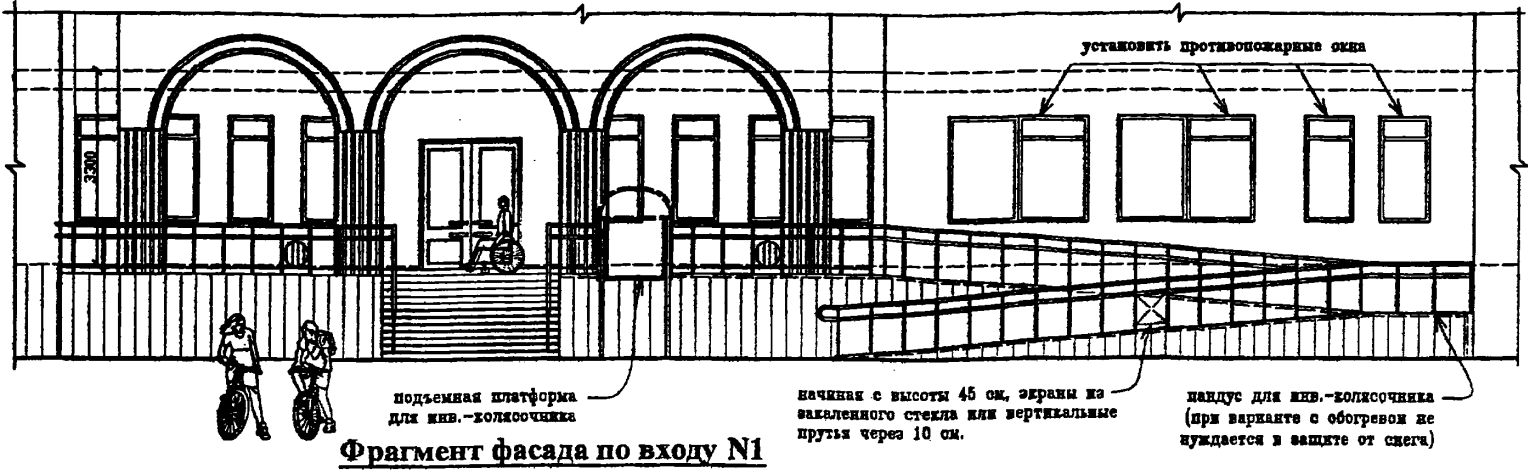 установить противопожарные окна
3300
подъемная платформа
для инв.-колясочника
начиная с высоты 45 см, экраны из
закаленного стекла или вертикальные
прутья через 10 см.
пандус для инв.-колясочника
(при варианте с обогревом не
нуждается в защите от снега)
Фрагмент фасада по входу N1